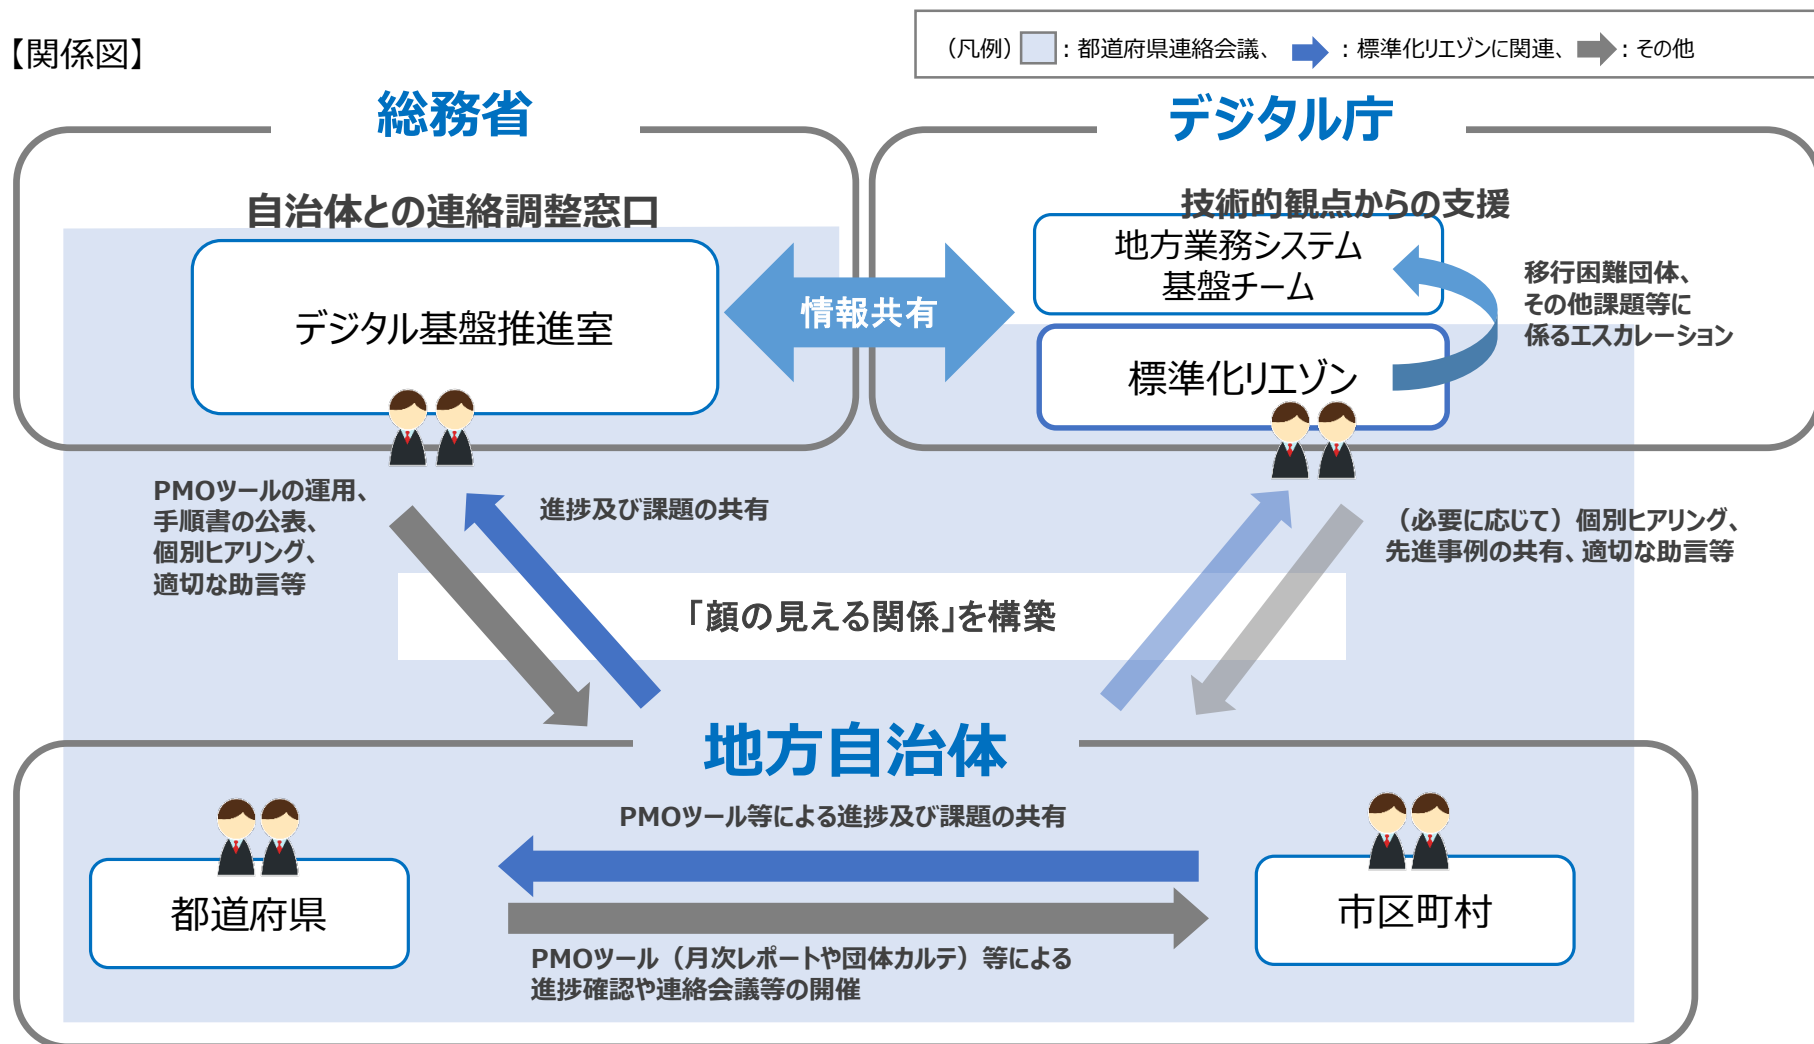 【関係図】
（凡例）　：都道府県連絡会議、　：標準化リエゾンに関連、　：その他
総務省
デジタル庁
自治体との連絡調整窓口
技術的観点からの支援
デジタル基盤推進室
情報共有
地方業務システム
基盤チーム
標準化リエゾン
移行困難団体、
その他課題等に
係るエスカレーション
PMOツールの運用、
手順書の公表、
個別ヒアリング、
適切な助言等
進捗及び課題の共有
（必要に応じて）個別ヒアリング、
先進事例の共有、適切な助言等
「顔の見える関係」を構築
地方自治体
PMOツール等による進捗及び課題の共有
都道府県
市区町村
PMOツール（月次レポートや団体カルテ）等による
進捗確認や連絡会議等の開催